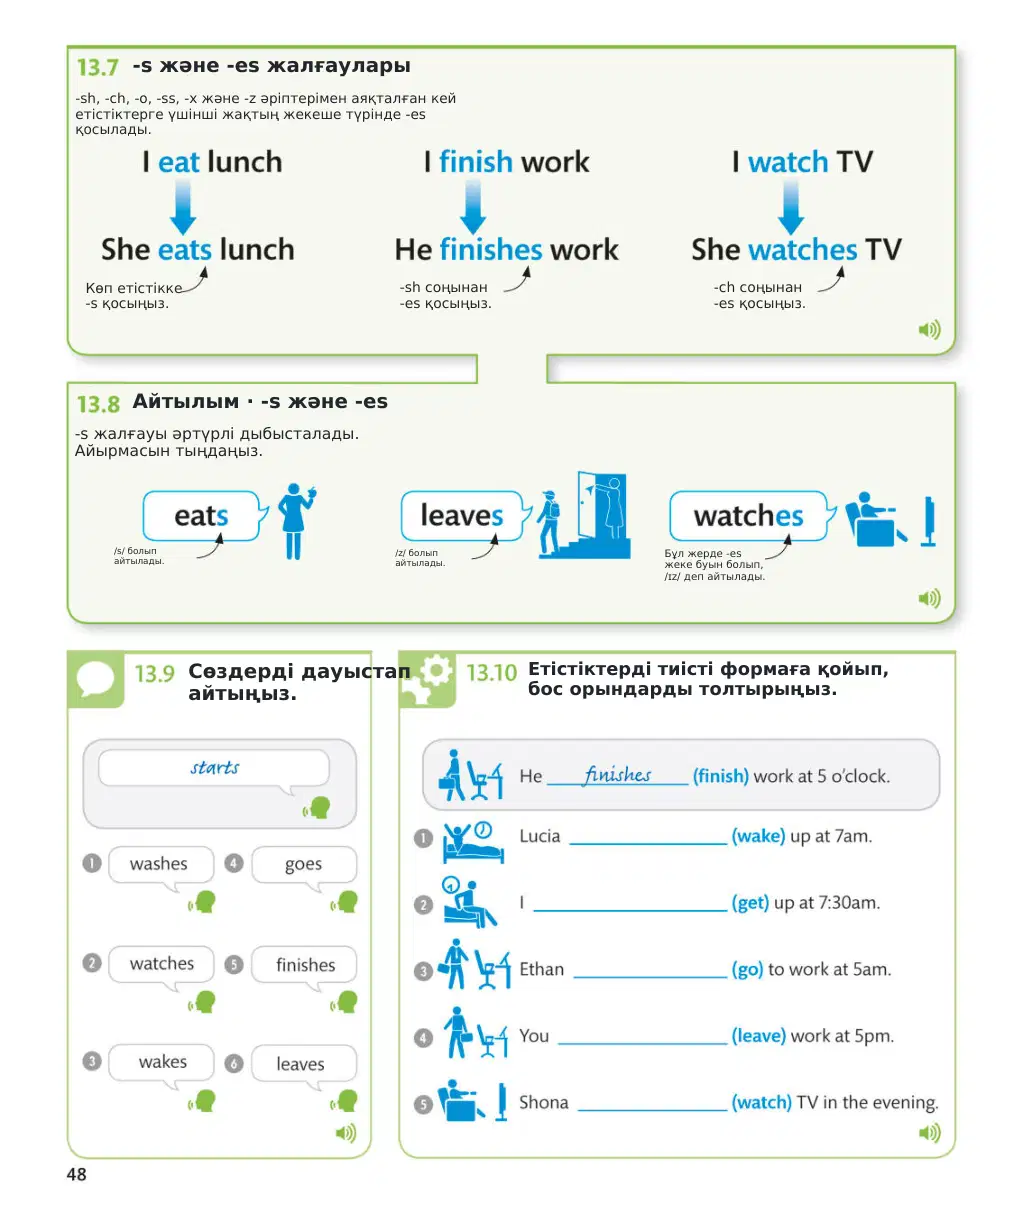 13.7 -s және -es жалғаулары
-sh, -ch, -o, -ss, -x және -z әріптерімен аяқталған кей
етістіктерге үшінші жақтың жекеше түрінде -es
қосылады.
I eat lunch
I finish work
I watch TV
She eats lunch
He finishes work
She watches TV
Көп етістікке
-s қосыңыз.
-sh соңынан
-es қосыңыз.
-ch соңынан
-es қосыңыз.
13.8 Айтылым · -s және -es
-s жалғауы әртүрлі дыбысталады.
Айырмасын тыңдаңыз.
eats
leaves
watches
/s/ болып
айтылады.
/z/ болып
айтылады.
Бұл жерде -es
жеке буын болып,
/ɪz/ деп айтылады.
13.9 Сөздерді дауыстап
айтыңыз.
starts
1 washes
2 watches
3 wakes
4 goes
5 finishes
6 leaves
13.10 Етістіктерді тиісті формаға қойып,
бос орындарды толтырыңыз.
He finishes (finish) work at 5 o'clock.
1 Lucia ____ (wake) up at 7am.
2 I ____ (get) up at 7:30am.
3 Ethan ____ (go) to work at 5am.
4 You ____ (leave) work at 5pm.
5 Shona ____ (watch) TV in the evening.
48